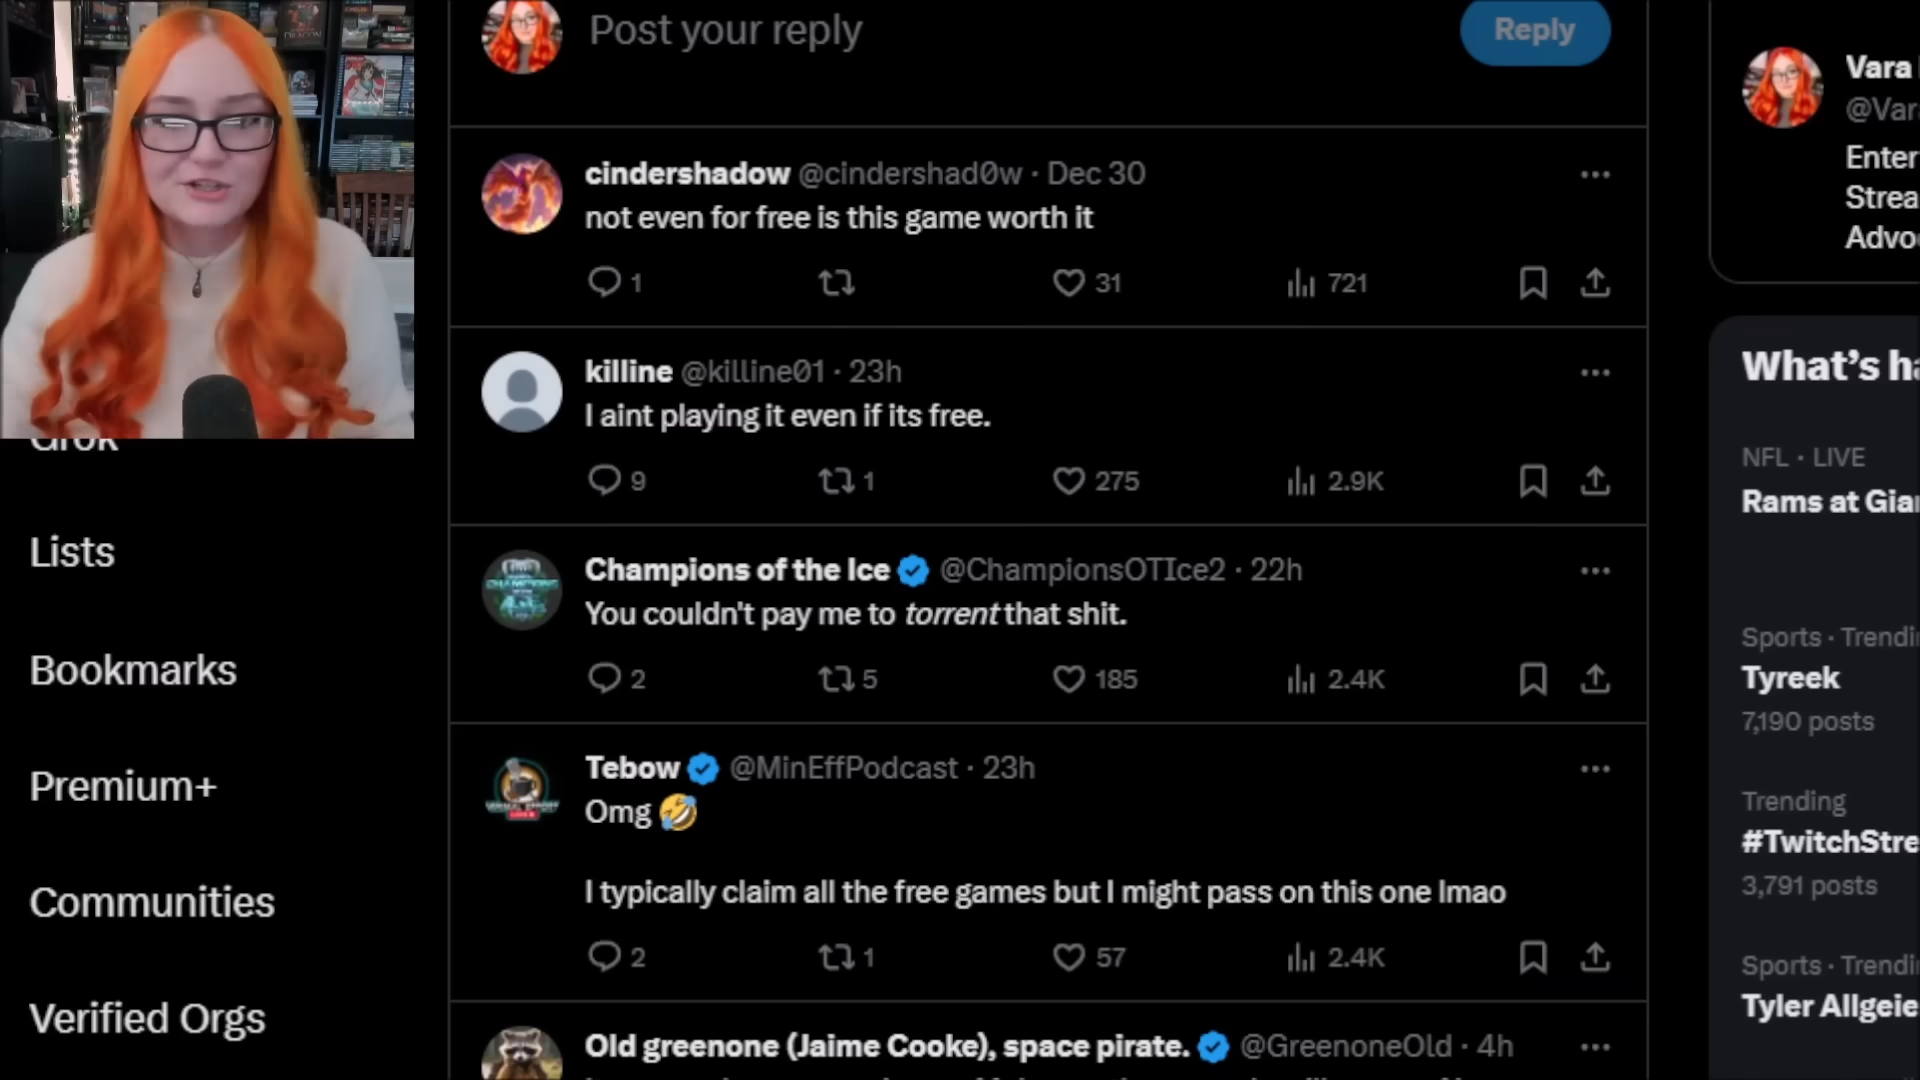 Post your reply
Reply
cindershadow @cindershad0w · Dec 30
not even for free is this game worth it
1
31
721
killine @killine01 · 23h
I aint playing it even if its free.
9
1
275
2.9K
Champions of the Ice @ChampionsOTIce2 · 22h
You couldn't pay me to torrent that shit.
2
5
185
2.4K
Tebow @MinEffPodcast · 23h
Omg 🤣
I typically claim all the free games but I might pass on this one lmao
2
1
57
2.4K
Old greenone (Jaime Cooke), space pirate. @GreenoneOld · 4h
Grok
Lists
Bookmarks
Premium+
Communities
Verified Orgs
Vara
@Var
Enter
Strea
Advo
What's ha
NFL · LIVE
Rams at Gia
Sports · Trendi
Tyreek
7,190 posts
Trending
#TwitchStre
3,791 posts
Sports · Trendi
Tyler Allgeie